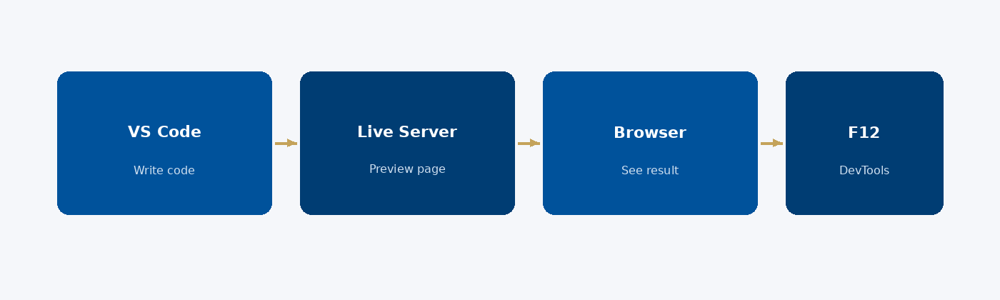 VS Code
Write code
Live Server
Preview page
Browser
See result
F12
DevTools